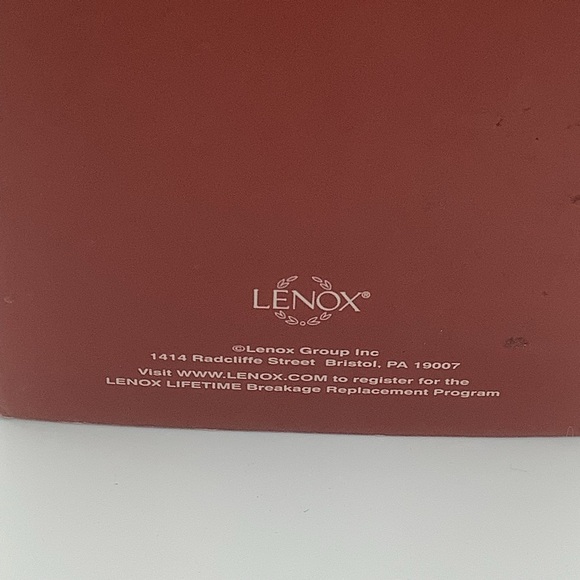 LENOX®
©Lenox Group Inc
1414 Radcliffe Street Bristol, PA 19007
Visit WWW.LENOX.COM to register for the
LENOX LIFETIME Breakage Replacement Program